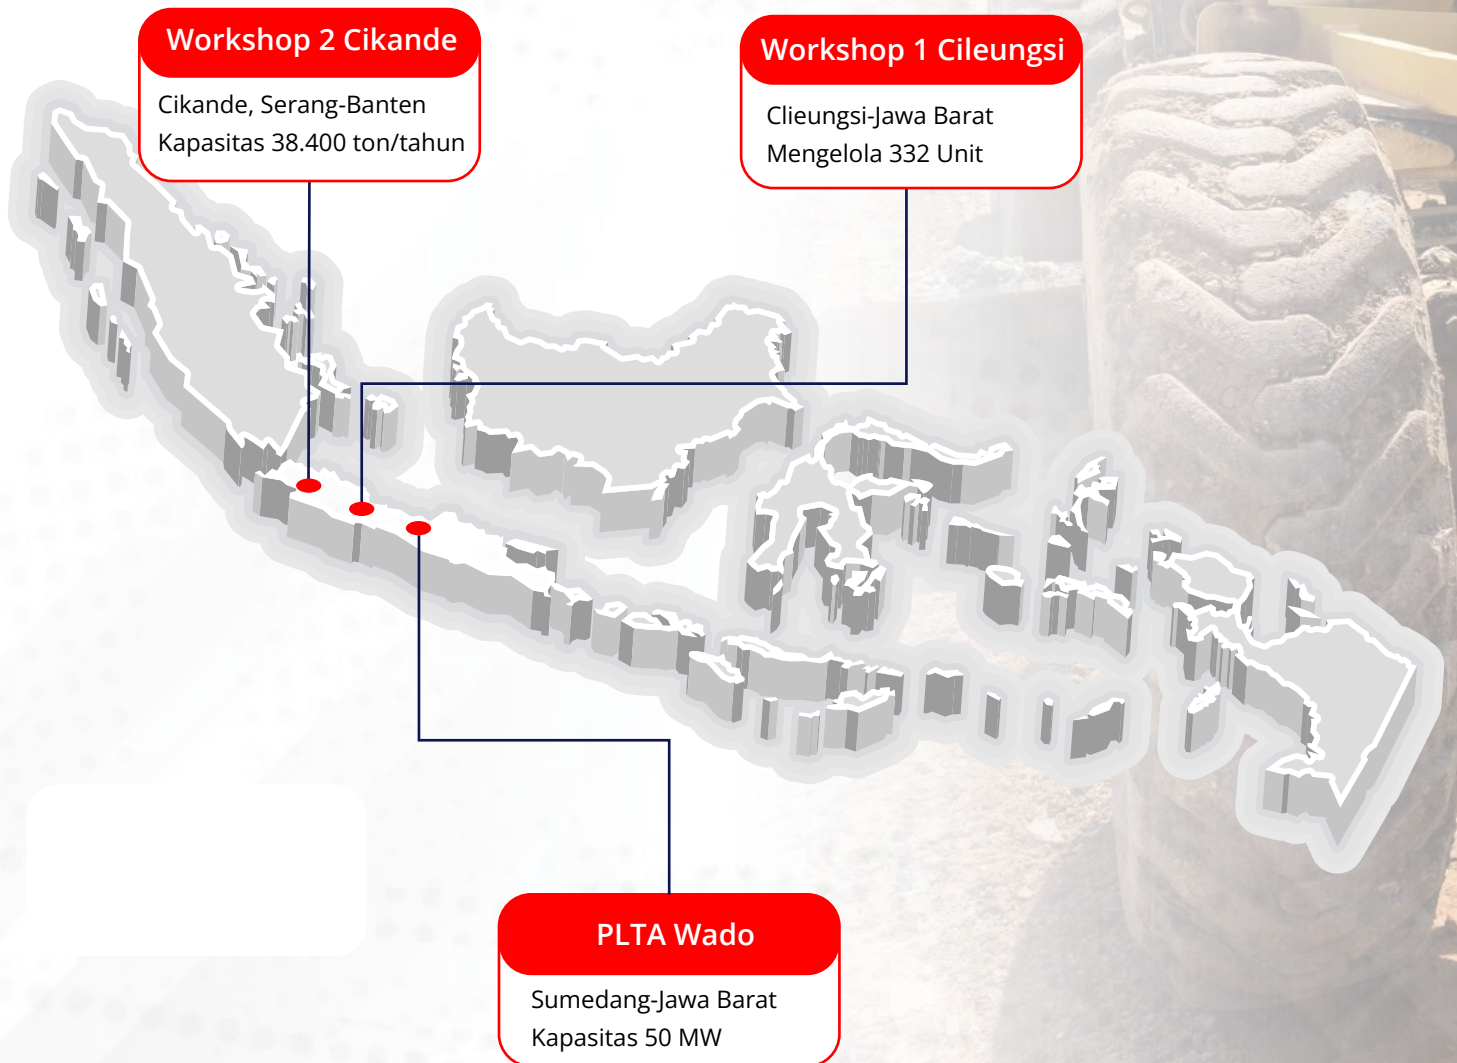 Workshop 2 Cikande
Cikande, Serang-Banten
Kapasitas 38.400 ton/tahun
Workshop 1 Cileungsi
Clieungsi-Jawa Barat
Mengelola 332 Unit
PLTA Wado
Sumedang-Jawa Barat
Kapasitas 50 MW